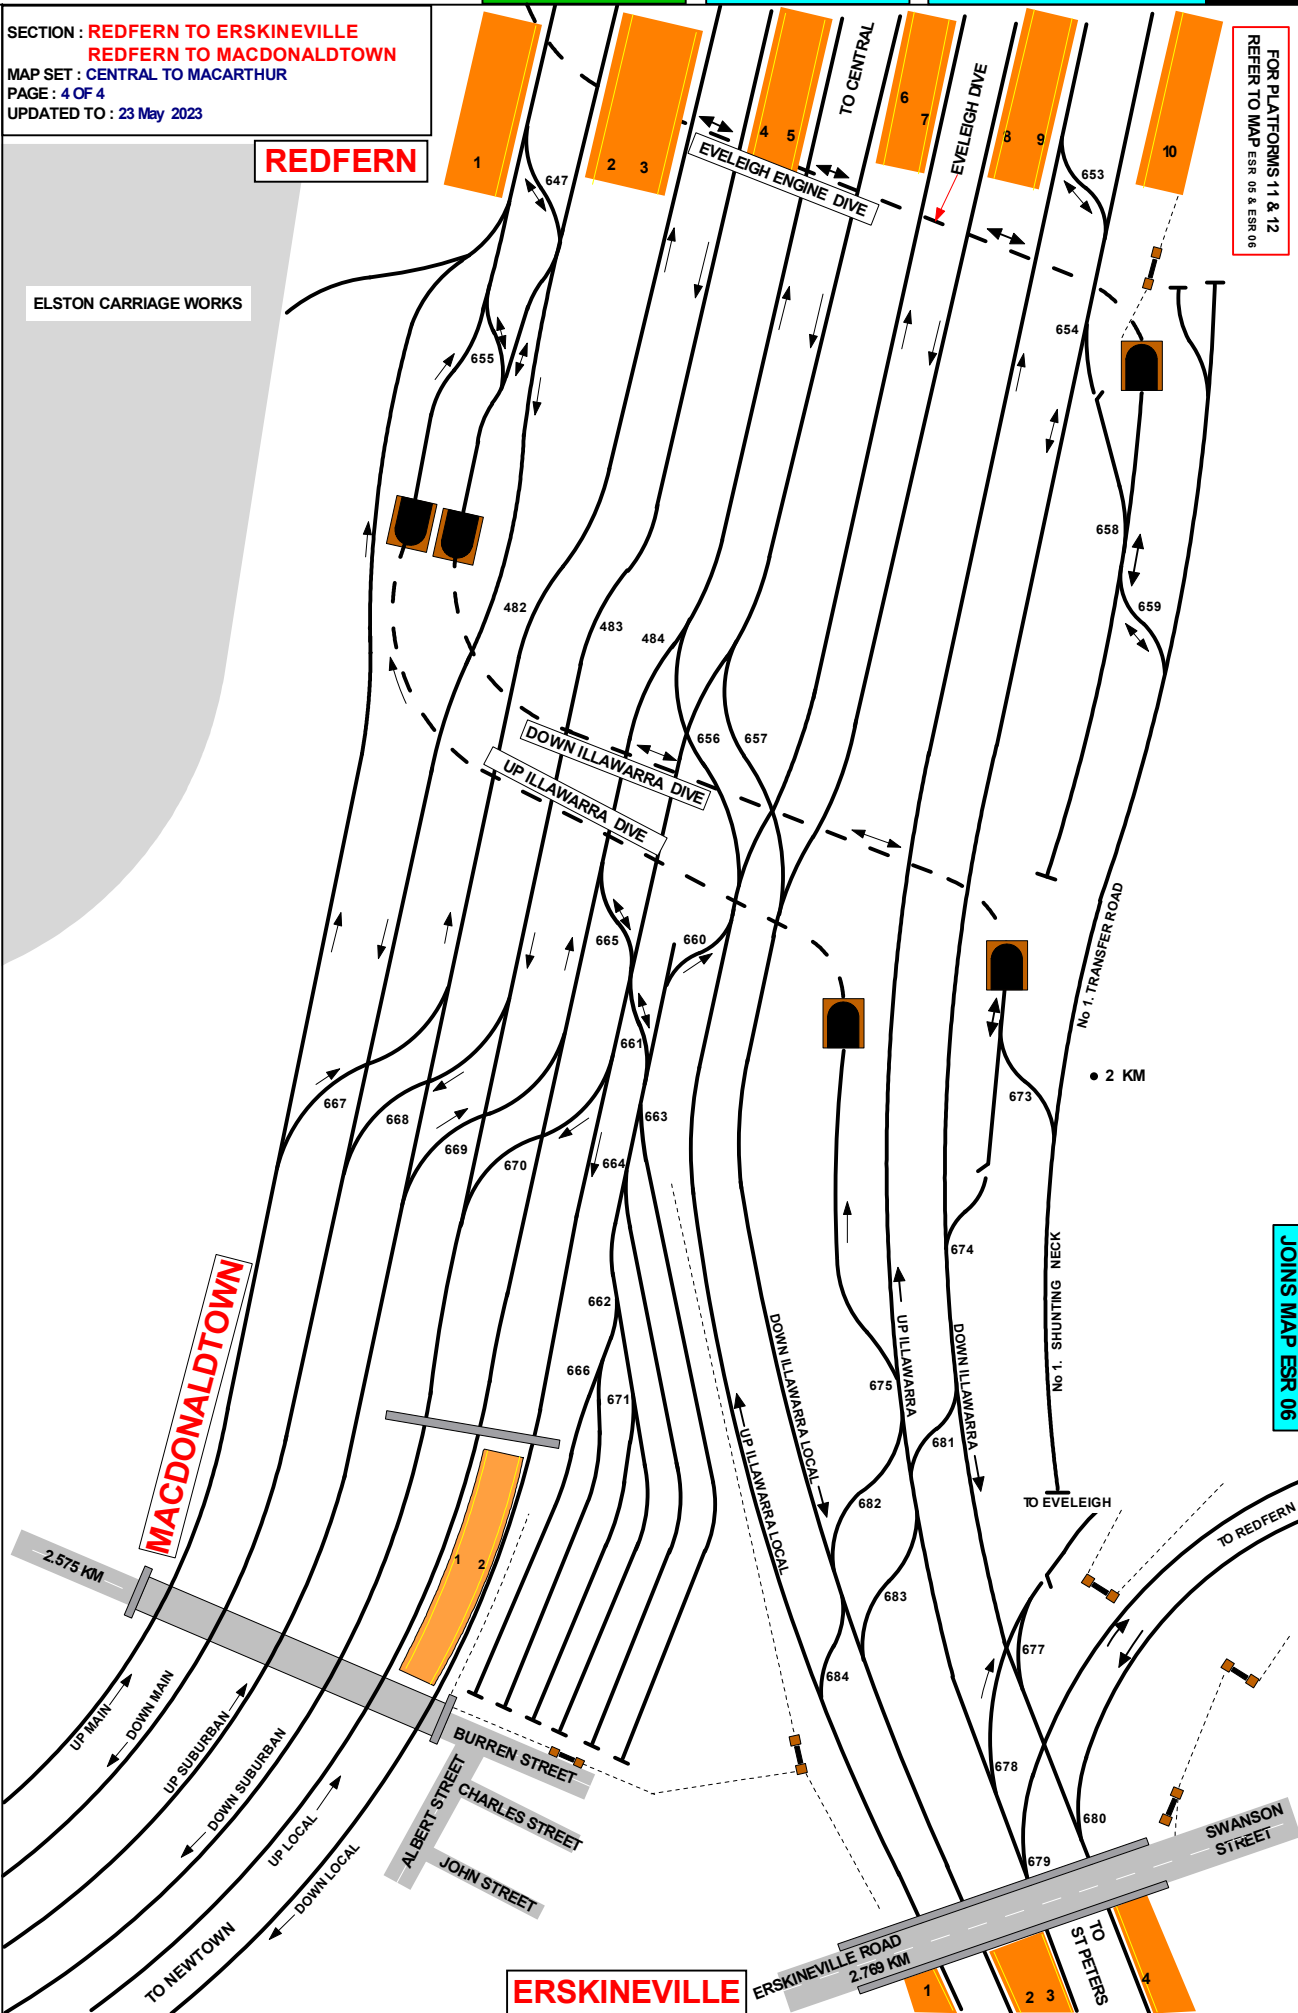 SECTION : REDFERN TO ERSKINEVILLE
REDFERN TO MACDONALDTOWN
MAP SET : CENTRAL TO MACARTHUR
PAGE : 4 OF 4
UPDATED TO : 23 May 2023
REDFERN
1
2 3
4 5
6
7
8 9
10
TO CENTRAL
EVELEIGH DIVE
EVELEIGH ENGINE DIVE
FOR PLATFORMS 11 & 12
REFER TO MAP ESR 05 & ESR 06
647
653
ELSTON CARRIAGE WORKS
654
655
658
659
482
483
484
656
657
DOWN ILLAWARRA DIVE
UP ILLAWARRA DIVE
No 1. TRANSFER ROAD
665
660
661
2 KM
667
668
669
670
663
664
673
674
No 1. SHUNTING NECK
JOINS MAP ESR 06
MACDONALDTOWN
662
666
671
675
UP ILLAWARRA
DOWN ILLAWARRA
DOWN ILLAWARRA LOCAL
UP ILLAWARRA LOCAL
681
682
683
684
TO EVELEIGH
TO REDFERN
2.575 KM
1
2
677
678
679
680
UP MAIN
DOWN MAIN
UP SUBURBAN
DOWN SUBURBAN
UP LOCAL
DOWN LOCAL
TO NEWTOWN
BURREN STREET
ALBERT STREET
CHARLES STREET
JOHN STREET
SWANSON
STREET
ERSKINEVILLE ROAD
2.769 KM
TO
ST PETERS
ERSKINEVILLE
1
2 3
4